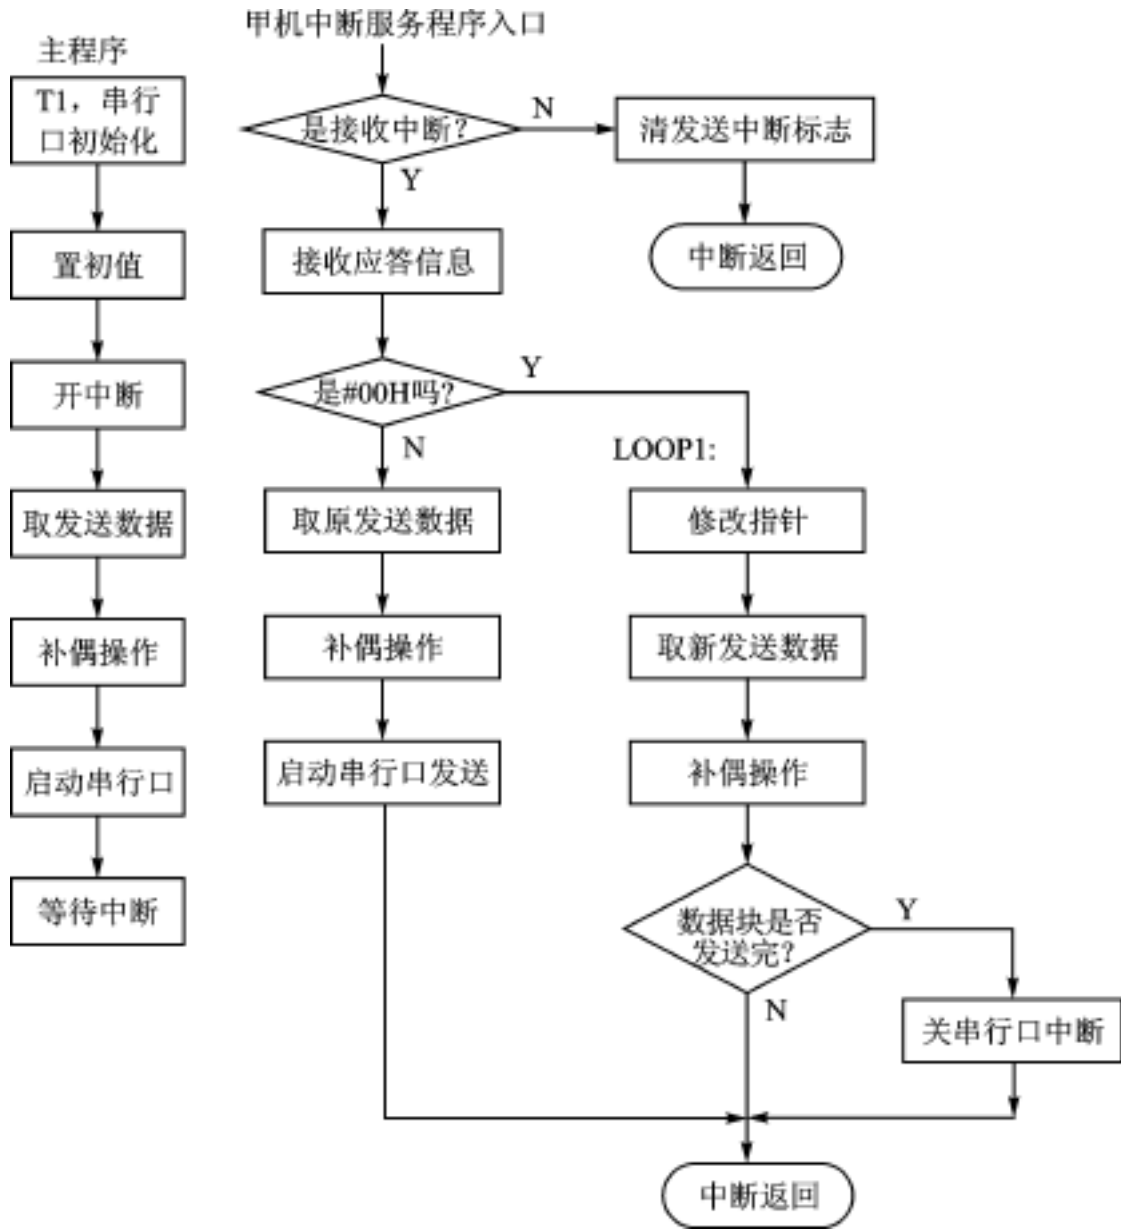 主程序
T1，串行
口初始化
置初值
开中断
取发送数据
补偶操作
启动串行口
等待中断
甲机中断服务程序入口
是接收中断?
N
清发送中断标志
中断返回
Y
接收应答信息
是#00H吗?
Y
N
LOOP1:
取原发送数据
补偶操作
启动串行口发送
修改指针
取新发送数据
补偶操作
数据块是否
发送完?
Y
N
关串行口中断
中断返回